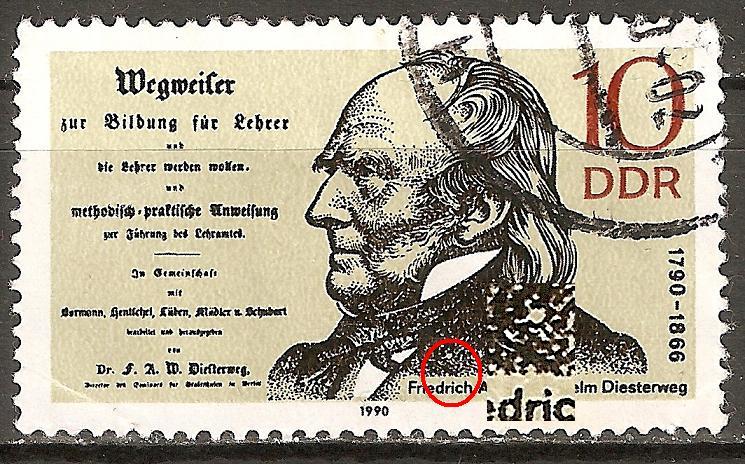 Wegweiser
zur Bildung für Lehrer
und
die Lehrer werden wollen,
und
methodisch-praktische Anweisung
zur Führung des Lehramtes.
In Gemeinschaft
mit
Bormann, Hentschel, Lüben, Mädler u. Schubart
bearbeitet und herausgegeben
von
Dr. F. A. W. Diesterweg,
10
DDR
1790-1866
Friedrich A elm Diesterweg
dric
1990